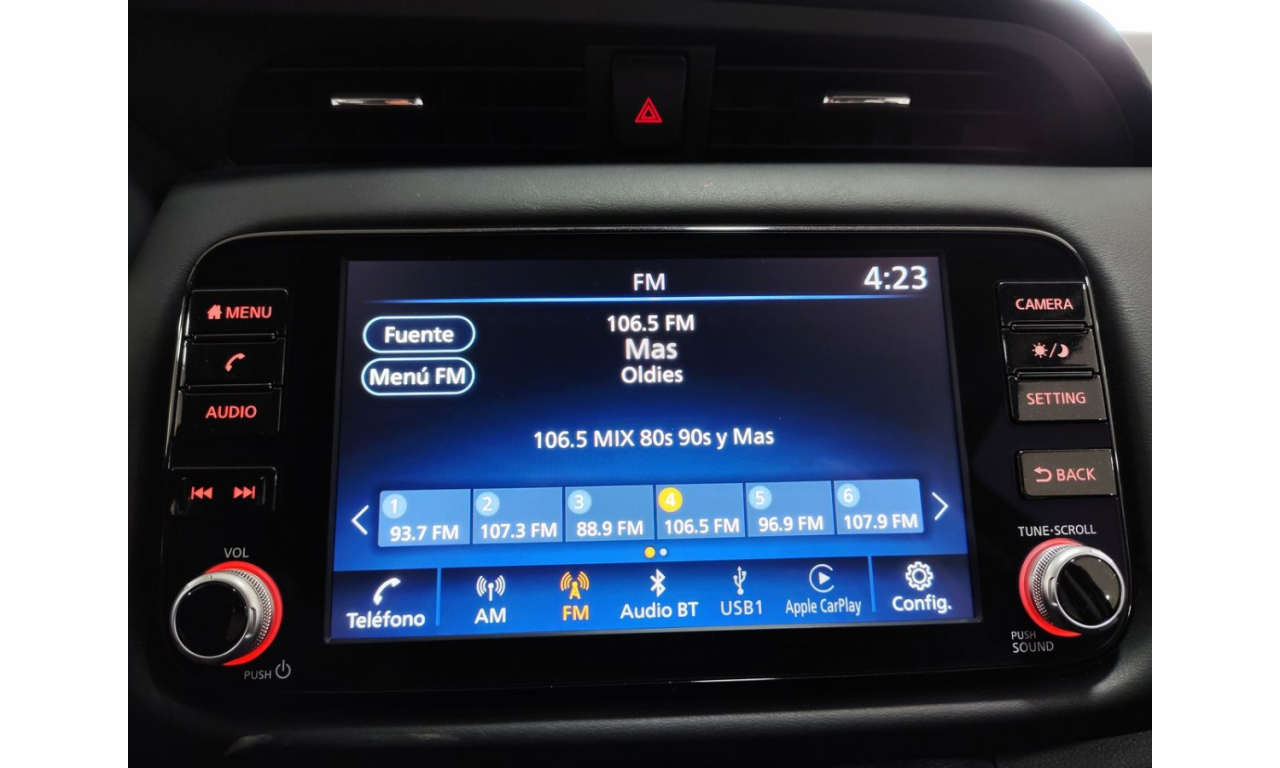 FM
4:23
MENU
AUDIO
VOL
PUSH
Fuente
Menú FM
106.5 FM
Mas
Oldies
106.5 MIX 80s 90s y Mas
1 2 3 4 5 6
93.7 FM 107.3 FM 88.9 FM 106.5 FM 96.9 FM 107.9 FM
Teléfono AM FM Audio BT USB1 Apple CarPlay Config.
CAMERA
SETTING
BACK
TUNE·SCROLL
PUSH
SOUND